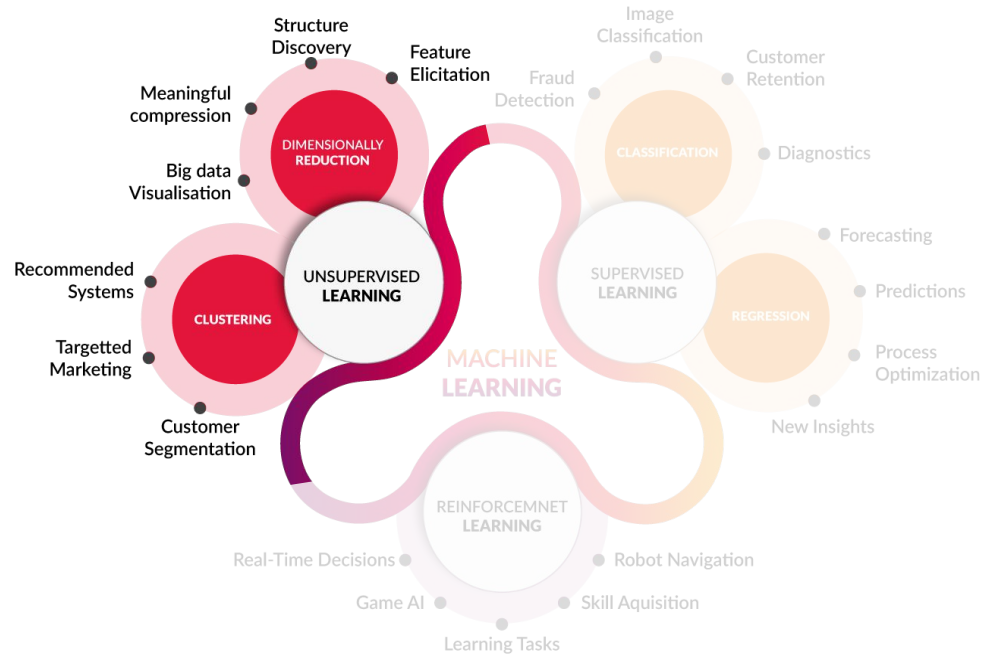 Structure
Discovery
Feature
Elicitation
Meaningful
compression
DIMENSIONALLY
REDUCTION
Big data
Visualisation
Recommended
Systems
CLUSTERING
Targetted
Marketing
Customer
Segmentation
UNSUPERVISED
LEARNING
Image
Classification
Customer
Retention
Fraud
Detection
CLASSIFICATION
Diagnostics
SUPERVISED
LEARNING
Forecasting
Predictions
REGRESSION
Process
Optimization
New Insights
MACHINE
LEARNING
REINFORCEMNET
LEARNING
Real-Time Decisions
Robot Navigation
Game AI
Skill Aquisition
Learning Tasks